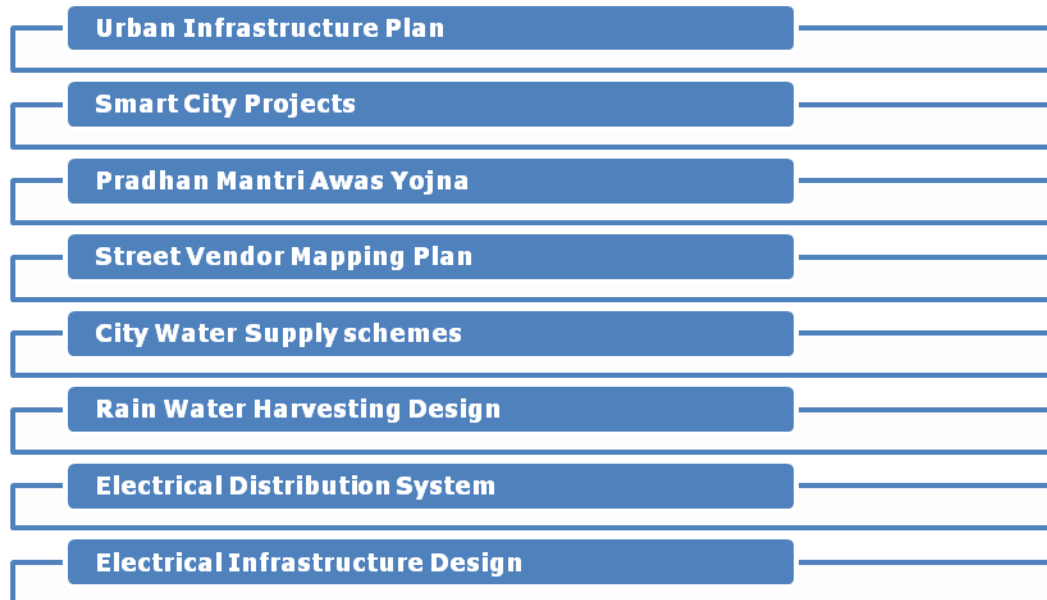 Urban Infrastructure Plan
Smart City Projects
Pradhan Mantri Awas Yojna
Street Vendor Mapping Plan
City Water Supply schemes
Rain Water Harvesting Design
Electrical Distribution System
Electrical Infrastructure Design